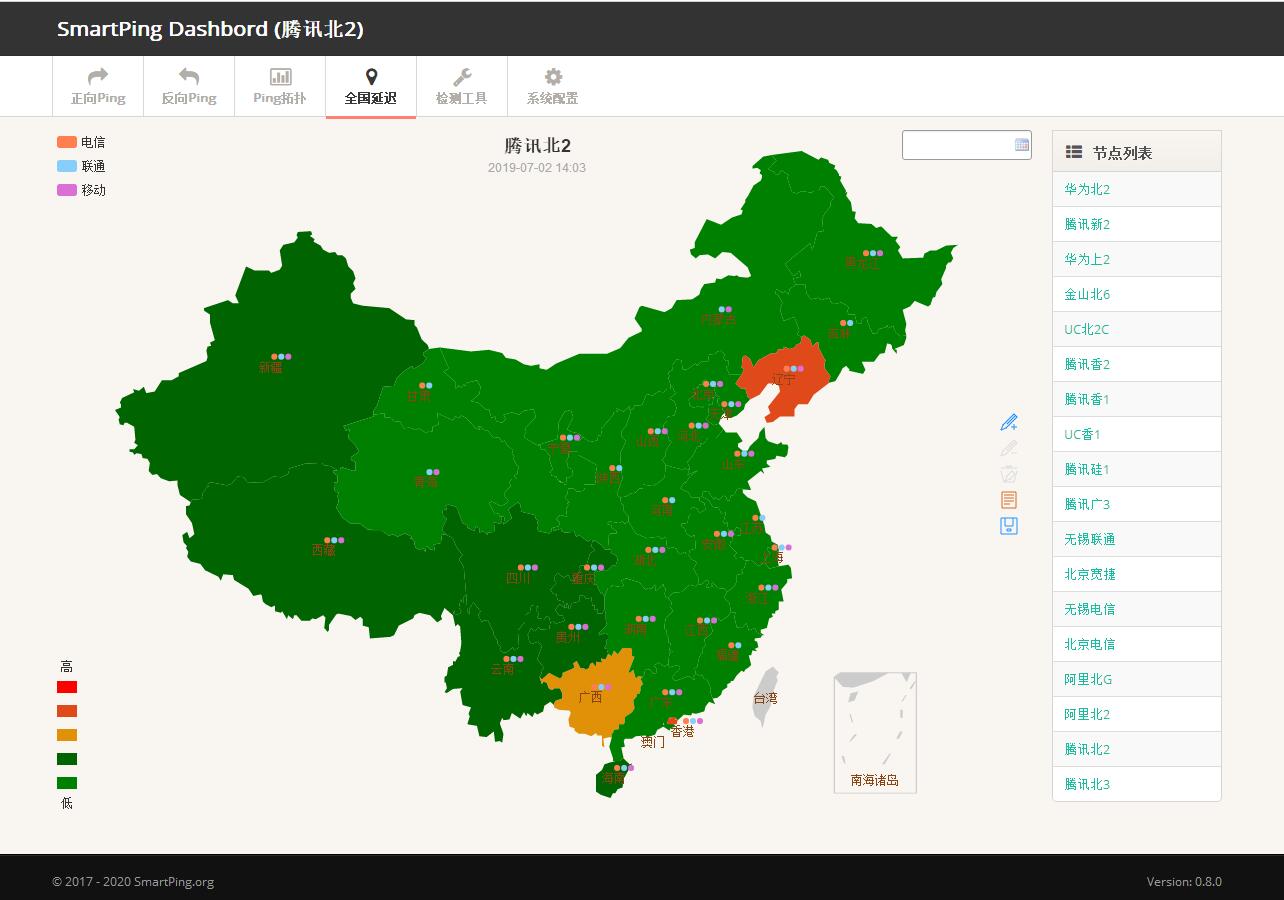 SmartPing Dashbord (腾讯北2)
正向Ping
反向Ping
Ping拓扑
全国延迟
检测工具
系统配置
电信
联通
移动
腾讯北2
2019-07-02 14:03
节点列表
华为北2
腾讯新2
华为上2
金山北6
UC北2C
腾讯香2
腾讯香1
UC香1
腾讯硅1
腾讯广3
无锡联通
北京宽捷
无锡电信
北京电信
阿里北G
阿里北2
腾讯北2
腾讯北3
黑龙江
内蒙古
吉林
新疆
辽宁
甘肃
北京
天津
河北
山西
宁夏
山东
陕西
青海
河南
江苏
安徽
西藏
湖北
上海
四川
重庆
浙江
湖南
江西
贵州
福建
云南
广西
广东
台湾
香港
澳门
海南
南海诸岛
高
低
© 2017 - 2020 SmartPing.org
Version: 0.8.0